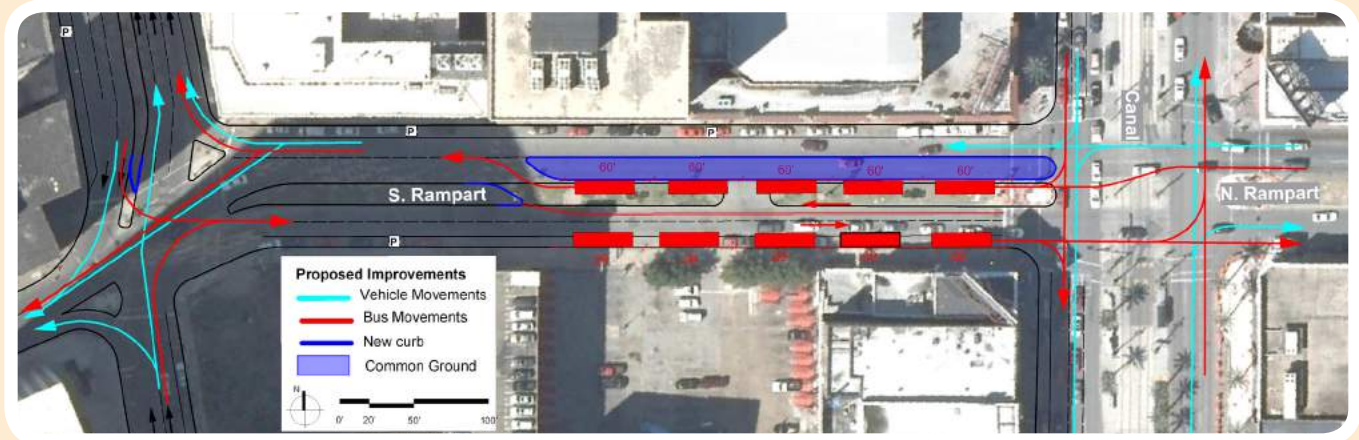 P
P
P
60'
60'
60'
60'
60'
Canal
S. Rampart
N. Rampart
P
Proposed Improvements
Vehicle Movements
Bus Movements
New curb
Common Ground
N
0'
20'
50'
100'